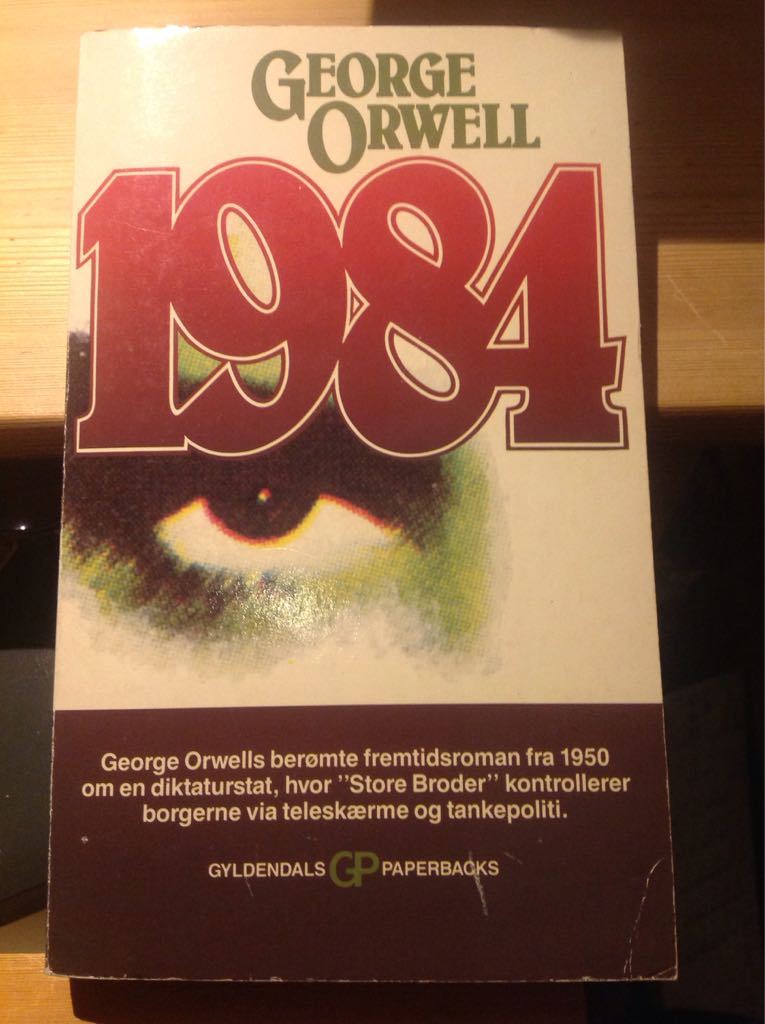 GEORGE
ORWELL
1984
George Orwells berømte fremtidsroman fra 1950
om en diktaturstat, hvor "Store Broder" kontrollerer
borgerne via teleskærme og tankepoliti.
GYLDENDALS GP PAPERBACKS